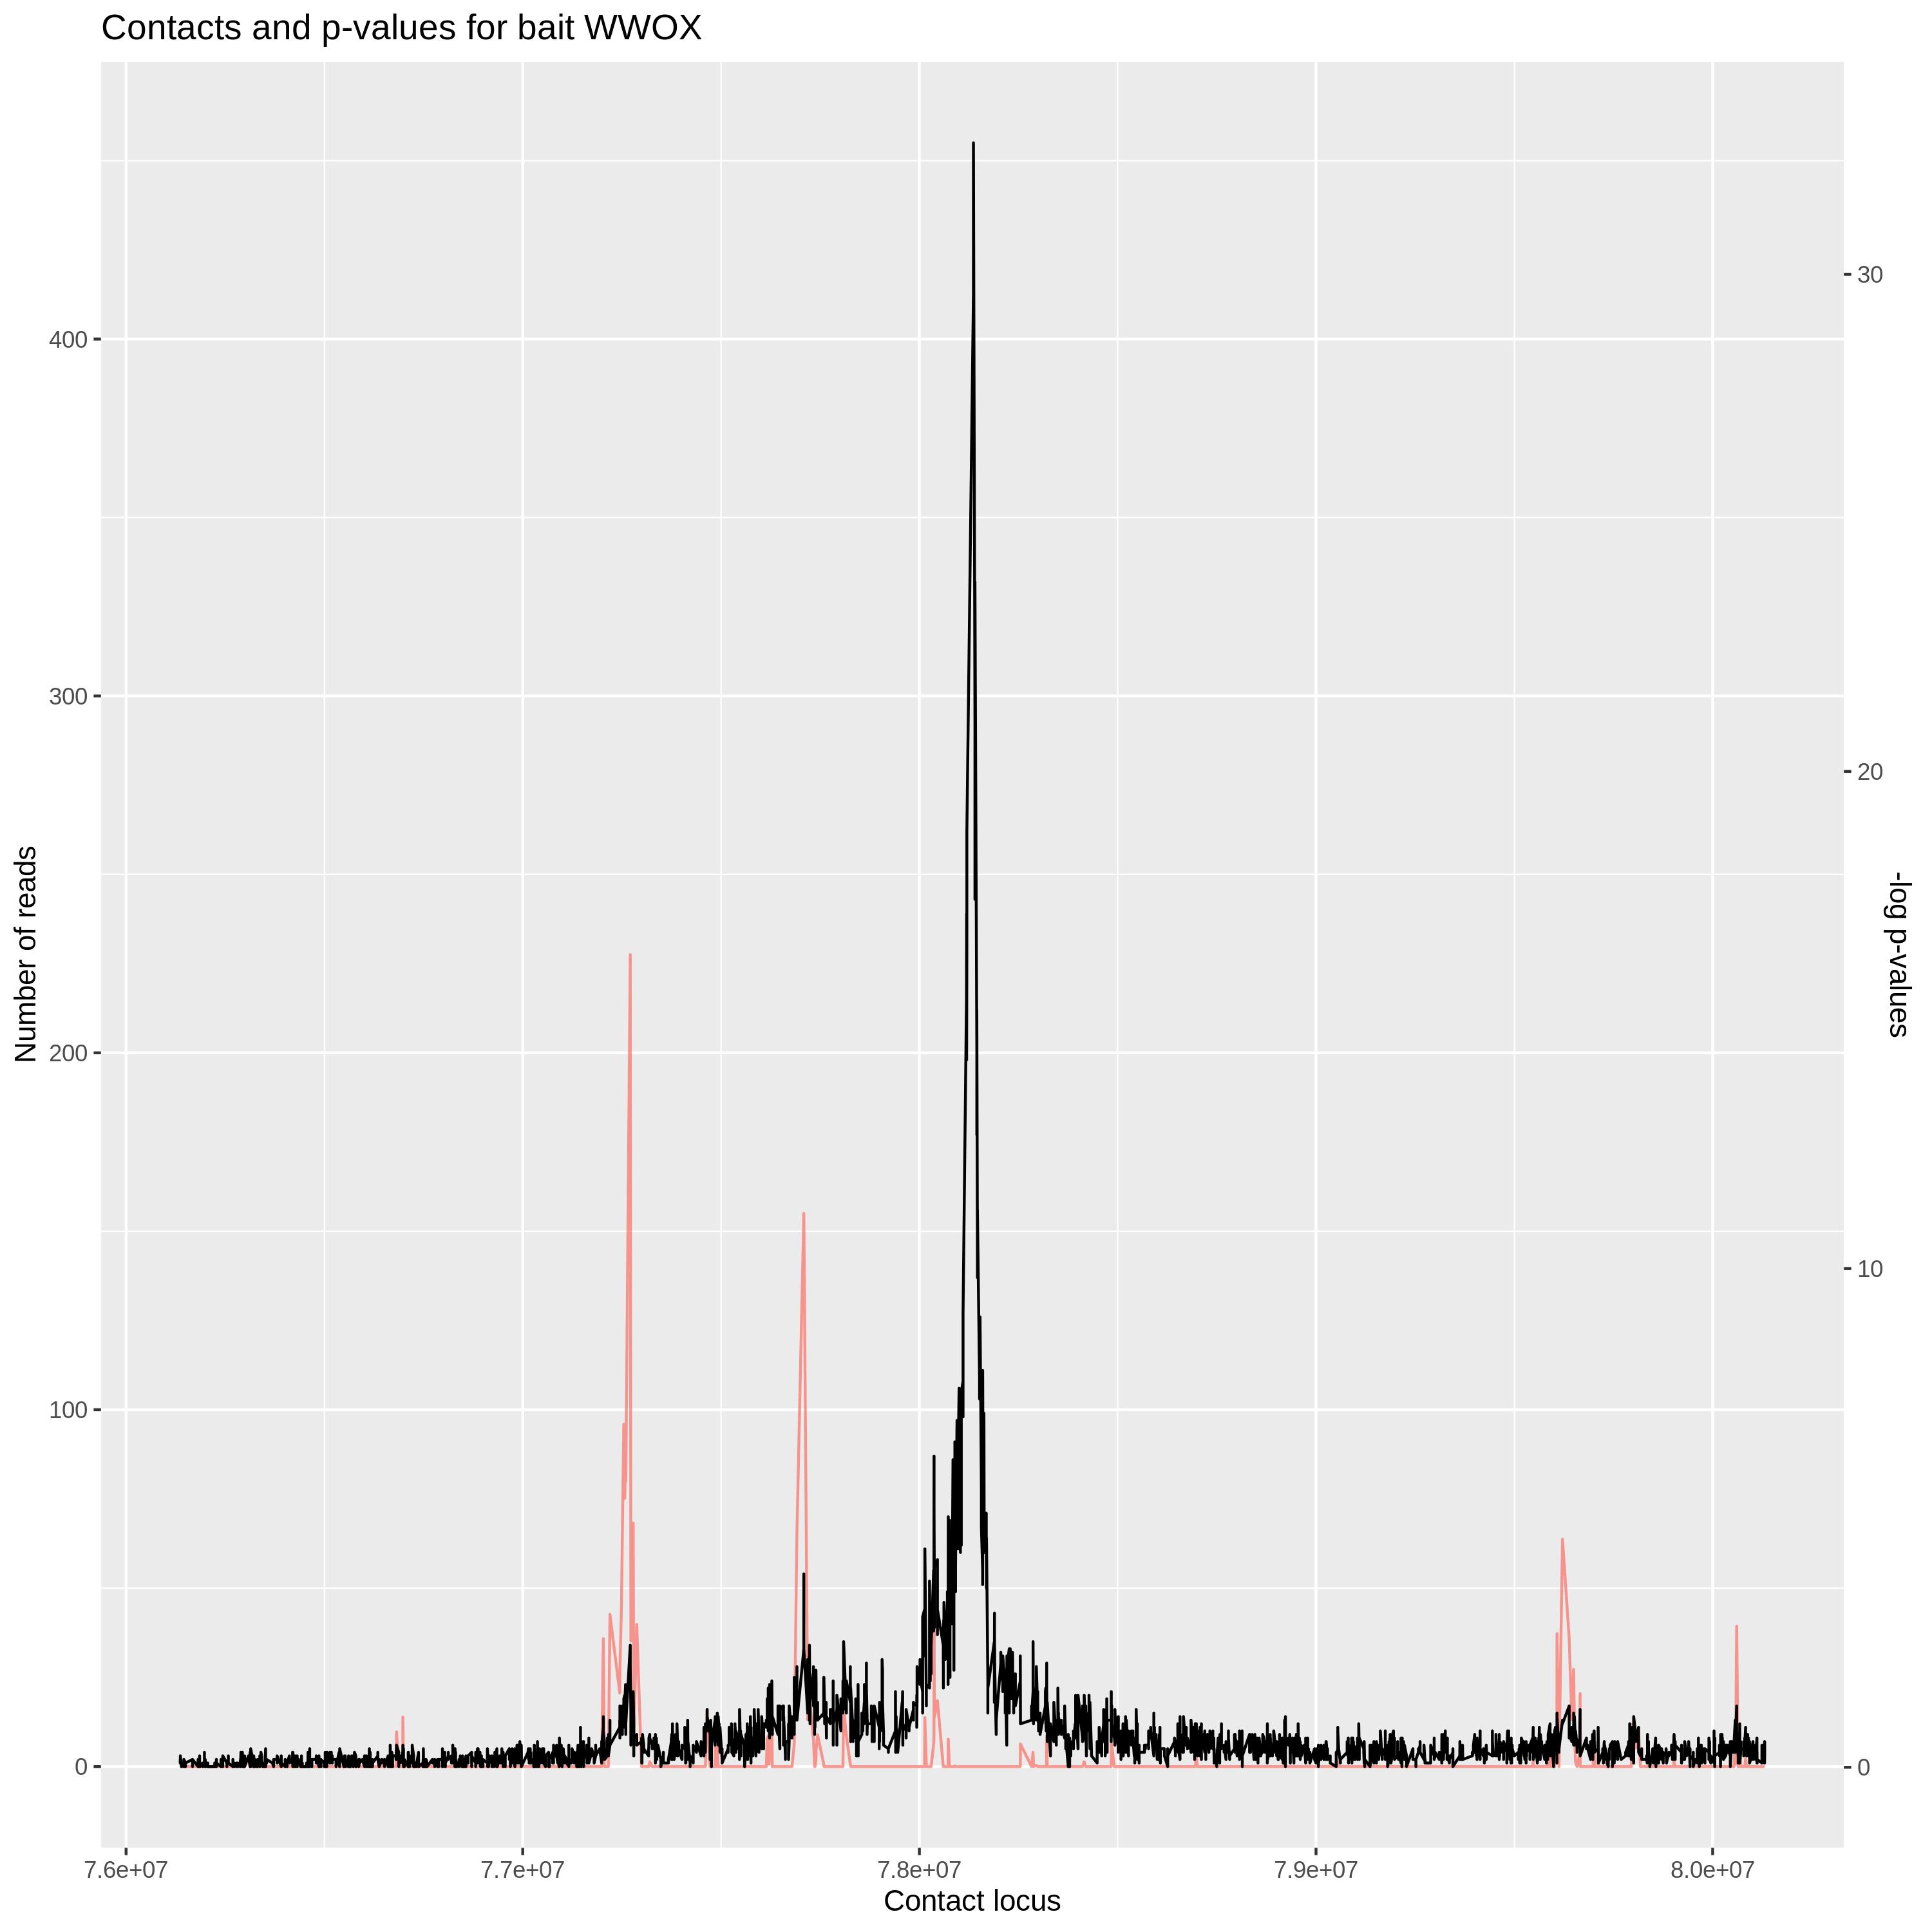 Contacts and p-values for bait WWOX
Number of reads
400
300
200
100
0
30
20
10
0
-log p-values
7.6e+07 7.7e+07 7.8e+07 7.9e+07 8.0e+07
Contact locus